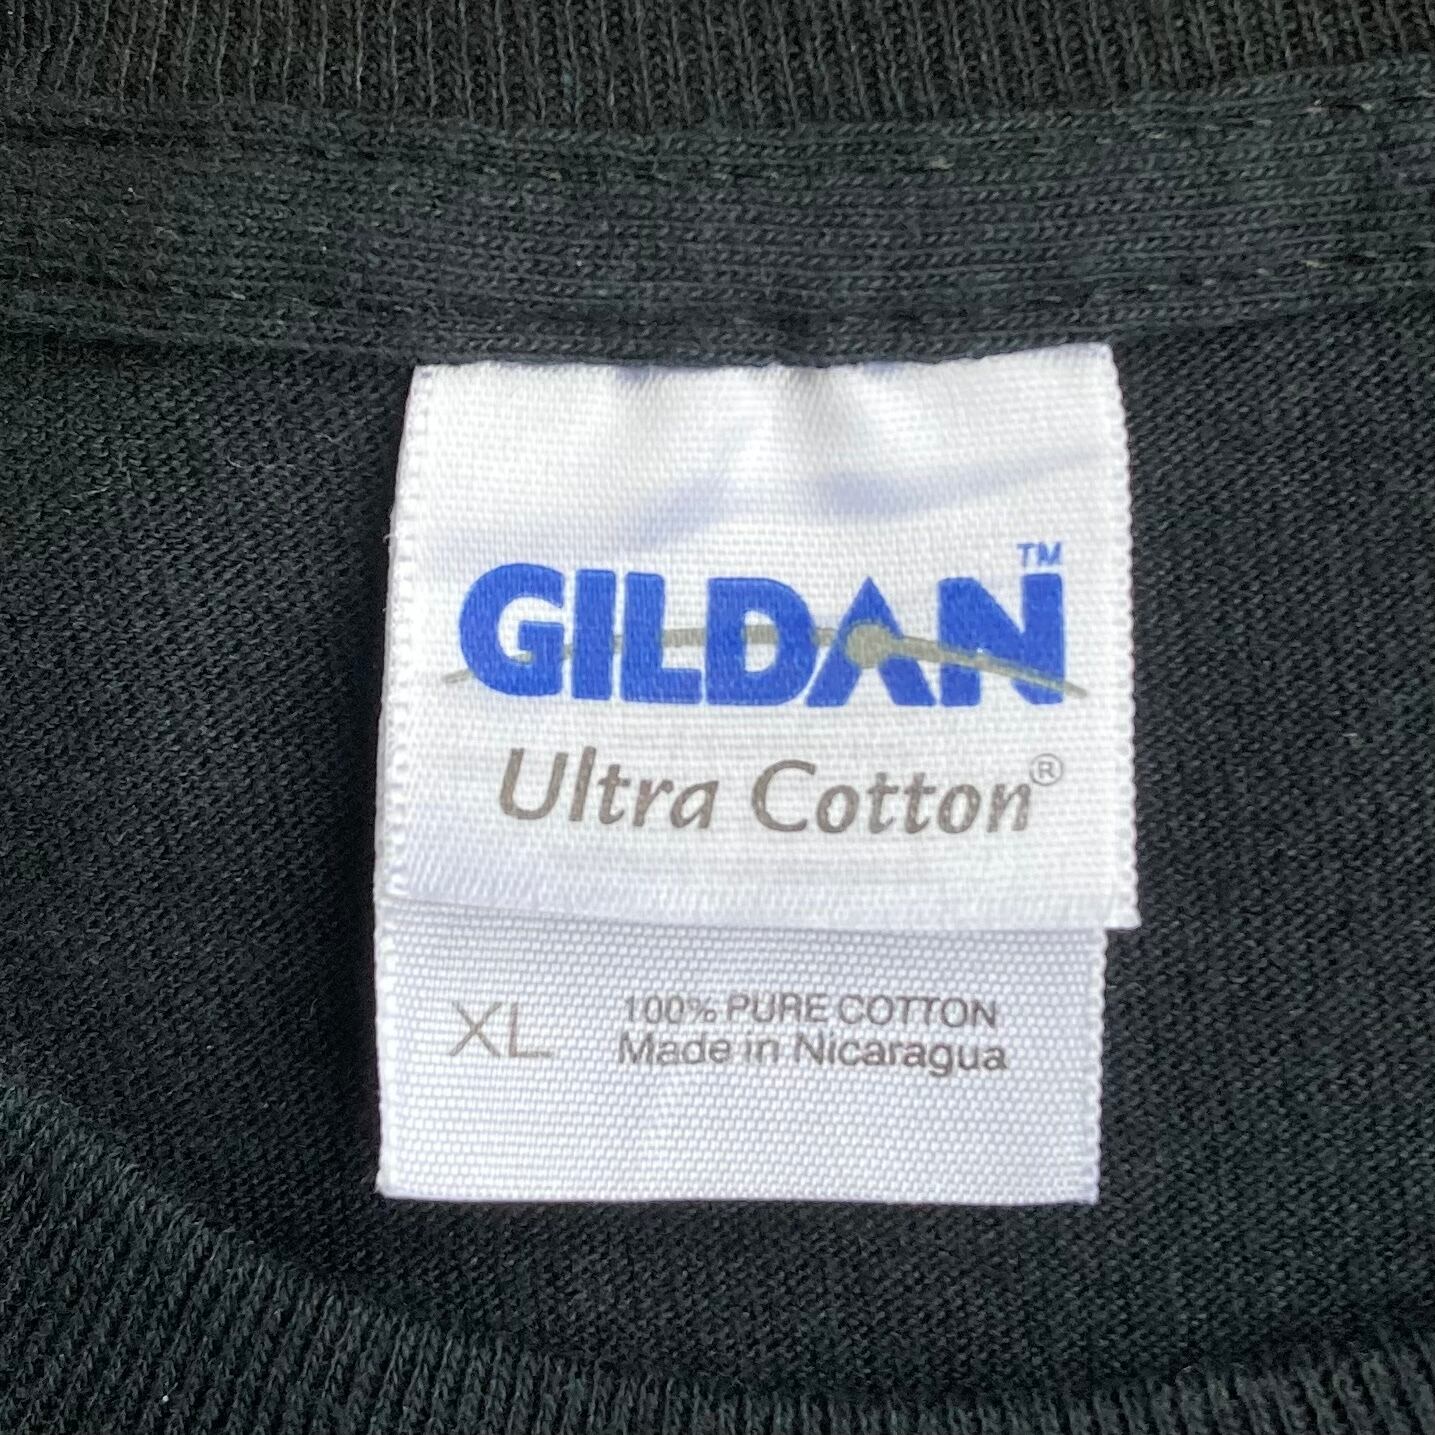 GILDAN™
Ultra Cotton®
XL 100% PURE COTTON
Made in Nicaragua